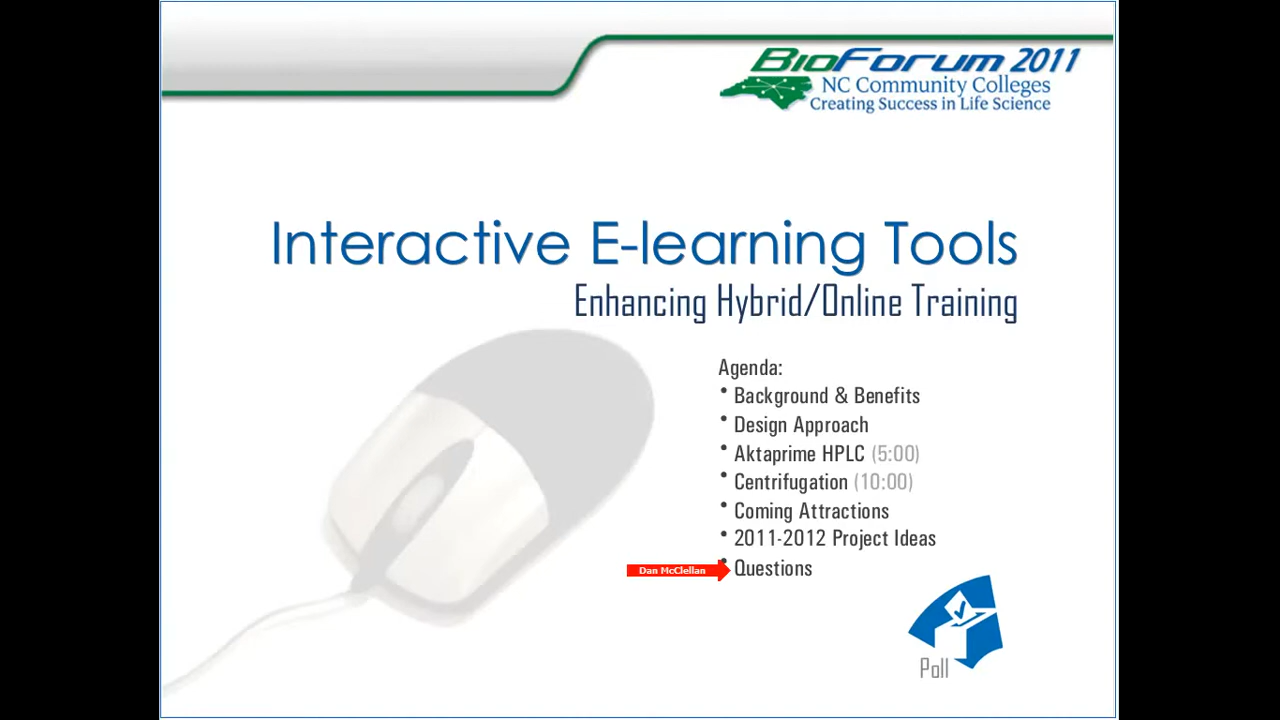 BioForum 2011
NC Community Colleges
Creating Success in Life Science
Interactive E-learning Tools
Enhancing Hybrid/Online Training
Agenda:
• Background & Benefits
• Design Approach
• Aktaprime HPLC (5:00)
• Centrifugation (10:00)
• Coming Attractions
• 2011-2012 Project Ideas
Dan McClellan • Questions
Poll